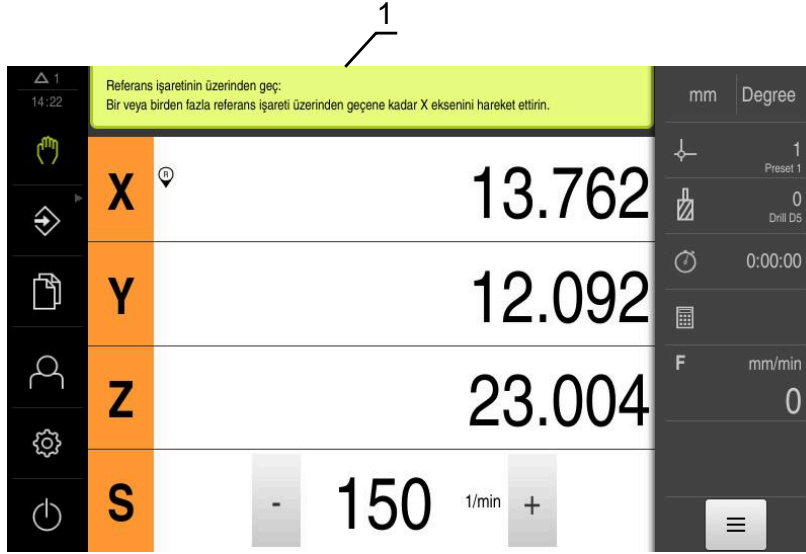 1
1
14:22
Referans işaretinin üzerinden geç:
Bir veya birden fazla referans işareti üzerinden geçene kadar X eksenini hareket ettirin.
mm Degree
X R 13.762
Y 12.092
Z 23.004
S - 150 1/min +
1
Preset 1
0
Drill D5
0:00:00
F mm/min
0